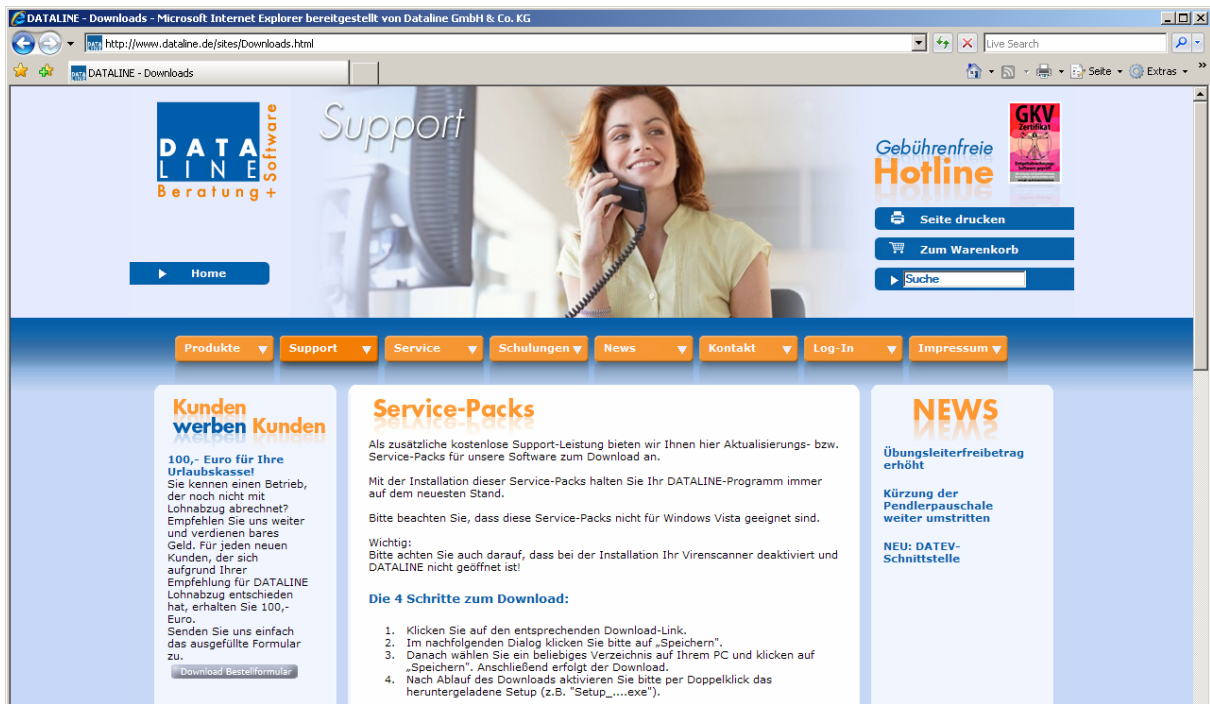 DATALINE - Downloads - Microsoft Internet Explorer bereitgestellt von Dataline GmbH & Co. KG
http://www.dataline.de/sites/Downloads.html
Live Search
DATALINE - Downloads
Seite
Extras
DATA
LINE
Software
Beratung +
Support
Gebührenfreie
Hotline
GKV
Zertifikat
Seite drucken
Zum Warenkorb
Suche
Home
Produkte
Support
Service
Schulungen
News
Kontakt
Log-In
Impressum
Kunden
werben Kunden
100,- Euro für Ihre
Urlaubskasse!
Sie kennen einen Betrieb,
der noch nicht mit
Lohnabzug abrechnet?
Empfehlen Sie uns weiter
und verdienen bares
Geld. Für jeden neuen
Kunden, der sich
aufgrund Ihrer
Empfehlung für DATALINE
Lohnabzug entschieden
hat, erhalten Sie 100,-
Euro.
Senden Sie uns einfach
das ausgefüllte Formular
zu.
Download Bestellformular
Service-Packs
Als zusätzliche kostenlose Support-Leistung bieten wir Ihnen hier Aktualisierungs- bzw.
Service-Packs für unsere Software zum Download an.
Mit der Installation dieser Service-Packs halten Sie Ihr DATALINE-Programm immer
auf dem neuesten Stand.
Bitte beachten Sie, dass diese Service-Packs nicht für Windows Vista geeignet sind.
Wichtig:
Bitte achten Sie auch darauf, dass bei der Installation Ihr Virenscanner deaktiviert und
DATALINE nicht geöffnet ist!
Die 4 Schritte zum Download:
1. Klicken Sie auf den entsprechenden Download-Link.
2. Im nachfolgenden Dialog klicken Sie bitte auf „Speichern".
3. Danach wählen Sie ein beliebiges Verzeichnis auf Ihrem PC und klicken auf
„Speichern". Anschließend erfolgt der Download.
4. Nach Ablauf des Downloads aktivieren Sie bitte per Doppelklick das
heruntergeladene Setup (z.B. "Setup_....exe").
NEWS
Übungsleiterfreibetrag
erhöht
Kürzung der
Pendlerpauschale
weiter umstritten
NEU: DATEV-
Schnittstelle